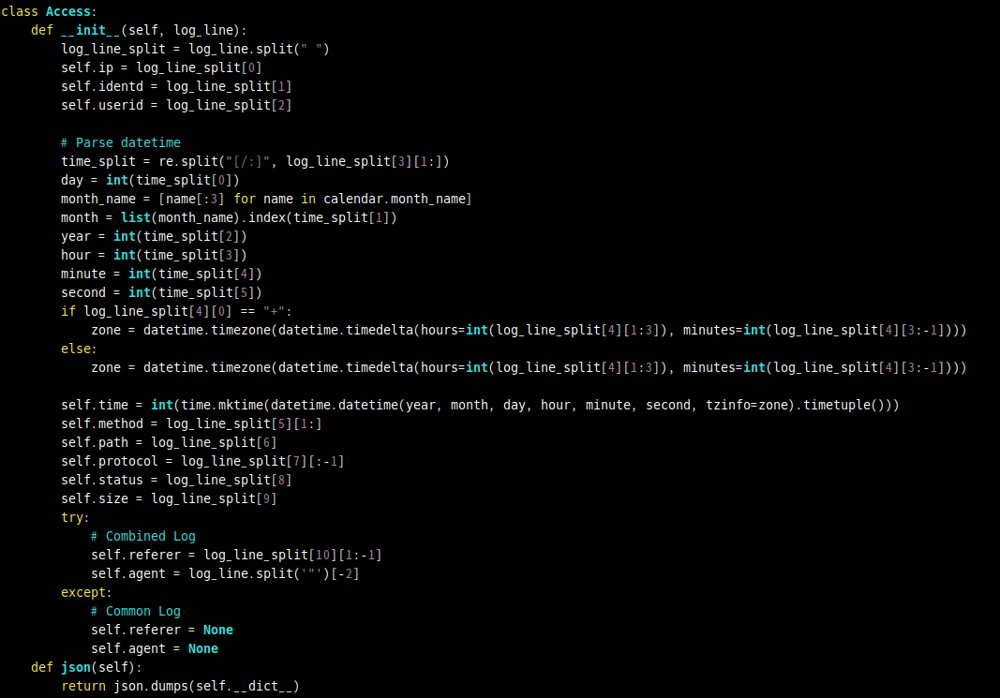 class Access:
    def __init__(self, log_line):
        log_line_split = log_line.split(" ")
        self.ip = log_line_split[0]
        self.identd = log_line_split[1]
        self.userid = log_line_split[2]

        # Parse datetime
        time_split = re.split("[/:]", log_line_split[3][1:])
        day = int(time_split[0])
        month_name = [name[:3] for name in calendar.month_name]
        month = list(month_name).index(time_split[1])
        year = int(time_split[2])
        hour = int(time_split[3])
        minute = int(time_split[4])
        second = int(time_split[5])
        if log_line_split[4][0] == "+":
            zone = datetime.timezone(datetime.timedelta(hours=int(log_line_split[4][1:3]), minutes=int(log_line_split[4][3:-1])))
        else:
            zone = datetime.timezone(datetime.timedelta(hours=int(log_line_split[4][1:3]), minutes=int(log_line_split[4][3:-1])))

        self.time = int(time.mktime(datetime.datetime(year, month, day, hour, minute, second, tzinfo=zone).timetuple()))
        self.method = log_line_split[5][1:]
        self.path = log_line_split[6]
        self.protocol = log_line_split[7][:-1]
        self.status = log_line_split[8]
        self.size = log_line_split[9]
        try:
            # Combined Log
            self.referer = log_line_split[10][1:-1]
            self.agent = log_line.split('"')[-2]
        except:
            # Common Log
            self.referer = None
            self.agent = None
    def json(self):
        return json.dumps(self.__dict__)